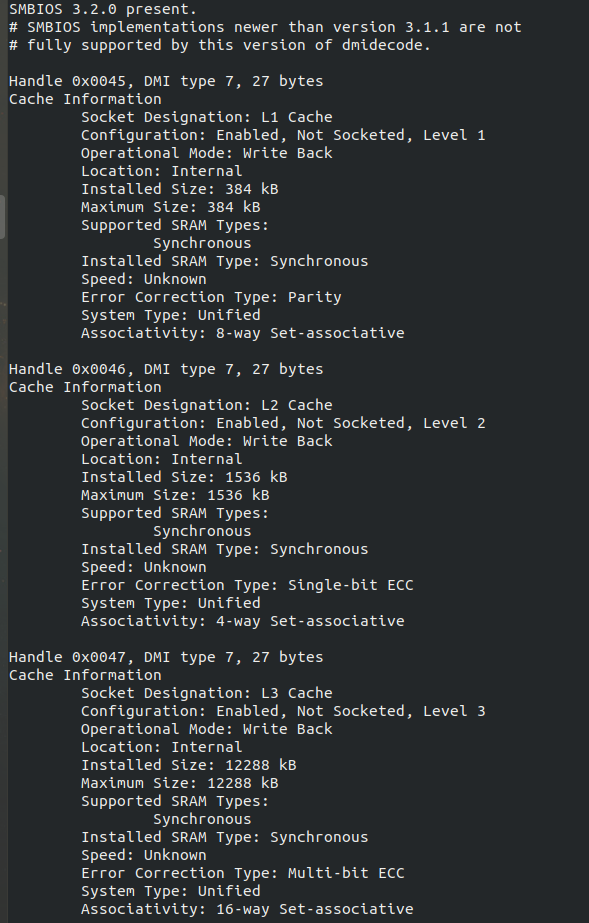 SMBIOS 3.2.0 present.
# SMBIOS implementations newer than version 3.1.1 are not
# fully supported by this version of dmidecode.

Handle 0x0045, DMI type 7, 27 bytes
Cache Information
        Socket Designation: L1 Cache
        Configuration: Enabled, Not Socketed, Level 1
        Operational Mode: Write Back
        Location: Internal
        Installed Size: 384 kB
        Maximum Size: 384 kB
        Supported SRAM Types:
                Synchronous
        Installed SRAM Type: Synchronous
        Speed: Unknown
        Error Correction Type: Parity
        System Type: Unified
        Associativity: 8-way Set-associative

Handle 0x0046, DMI type 7, 27 bytes
Cache Information
        Socket Designation: L2 Cache
        Configuration: Enabled, Not Socketed, Level 2
        Operational Mode: Write Back
        Location: Internal
        Installed Size: 1536 kB
        Maximum Size: 1536 kB
        Supported SRAM Types:
                Synchronous
        Installed SRAM Type: Synchronous
        Speed: Unknown
        Error Correction Type: Single-bit ECC
        System Type: Unified
        Associativity: 4-way Set-associative

Handle 0x0047, DMI type 7, 27 bytes
Cache Information
        Socket Designation: L3 Cache
        Configuration: Enabled, Not Socketed, Level 3
        Operational Mode: Write Back
        Location: Internal
        Installed Size: 12288 kB
        Maximum Size: 12288 kB
        Supported SRAM Types:
                Synchronous
        Installed SRAM Type: Synchronous
        Speed: Unknown
        Error Correction Type: Multi-bit ECC
        System Type: Unified
        Associativity: 16-way Set-associative